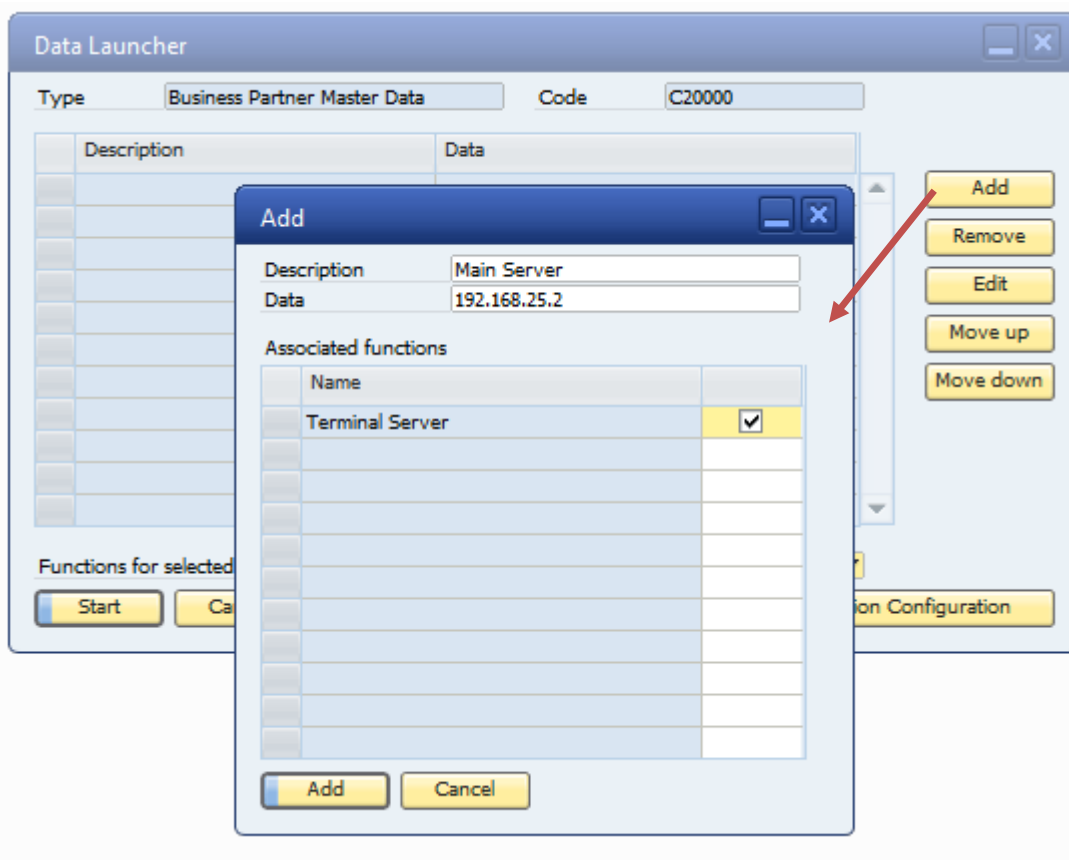 Data Launcher
Type Business Partner Master Data Code C20000
Description Data
Add
Remove
Edit
Move up
Move down
Functions for selected
Start
Add
Description Main Server
Data 192.168.25.2
Associated functions
Name
Terminal Server
Add Cancel
Configuration